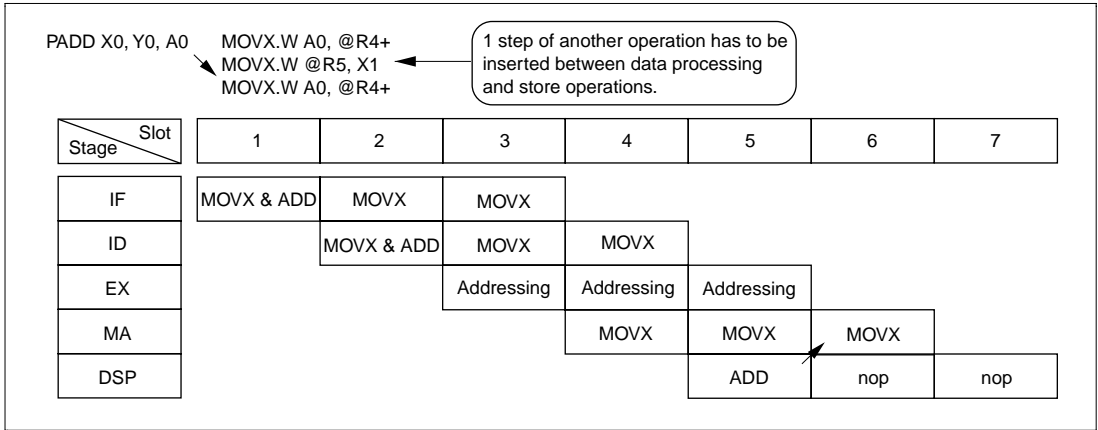 PADD X0, Y0, A0 MOVX.W A0, @R4+
MOVX.W @R5, X1
MOVX.W A0, @R4+
1 step of another operation has to be
inserted between data processing
and store operations.
Slot
Stage
1 2 3 4 5 6 7
IF MOVX & ADD MOVX MOVX
ID MOVX & ADD MOVX MOVX
EX Addressing Addressing Addressing
MA MOVX MOVX MOVX
DSP ADD nop nop